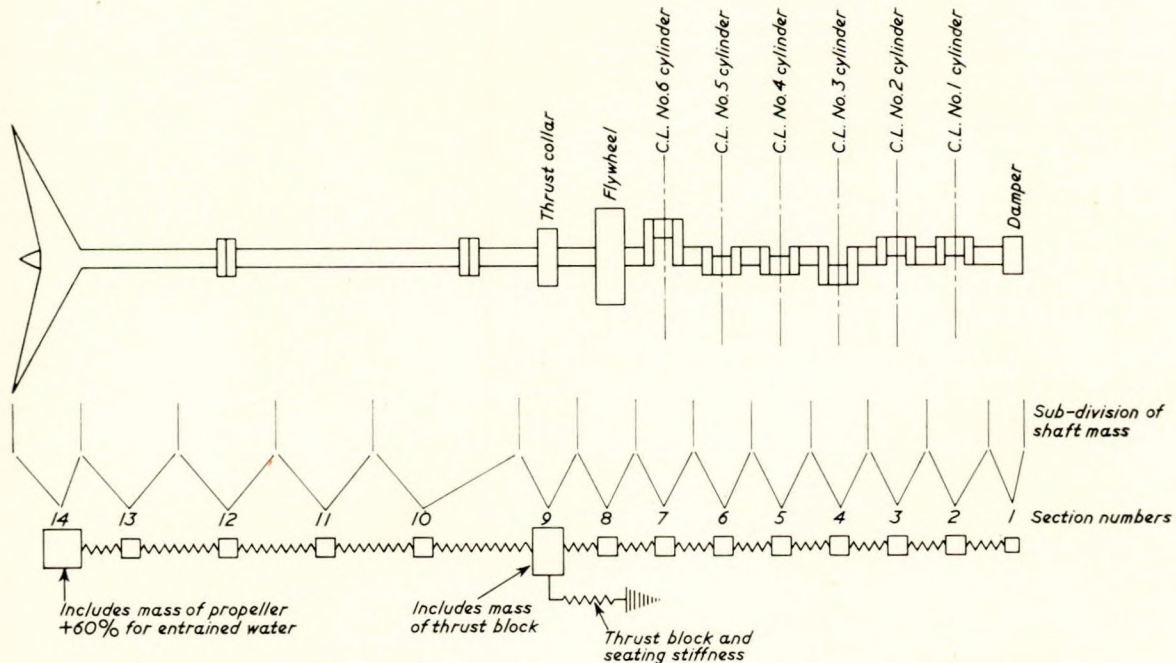 C.L. No.6 cylinder
C.L. No.5 cylinder
C.L. No.4 cylinder
C.L. No.3 cylinder
C.L. No.2 cylinder
C.L. No.1 cylinder
Thrust collar
Flywheel
Damper
Sub-division of
shaft mass
14 13 12 11 10 9 8 7 6 5 4 3 2 1 Section numbers
Includes mass of propeller
+60% for entrained water
Includes mass
of thrust block
Thrust block and
seating stiffness